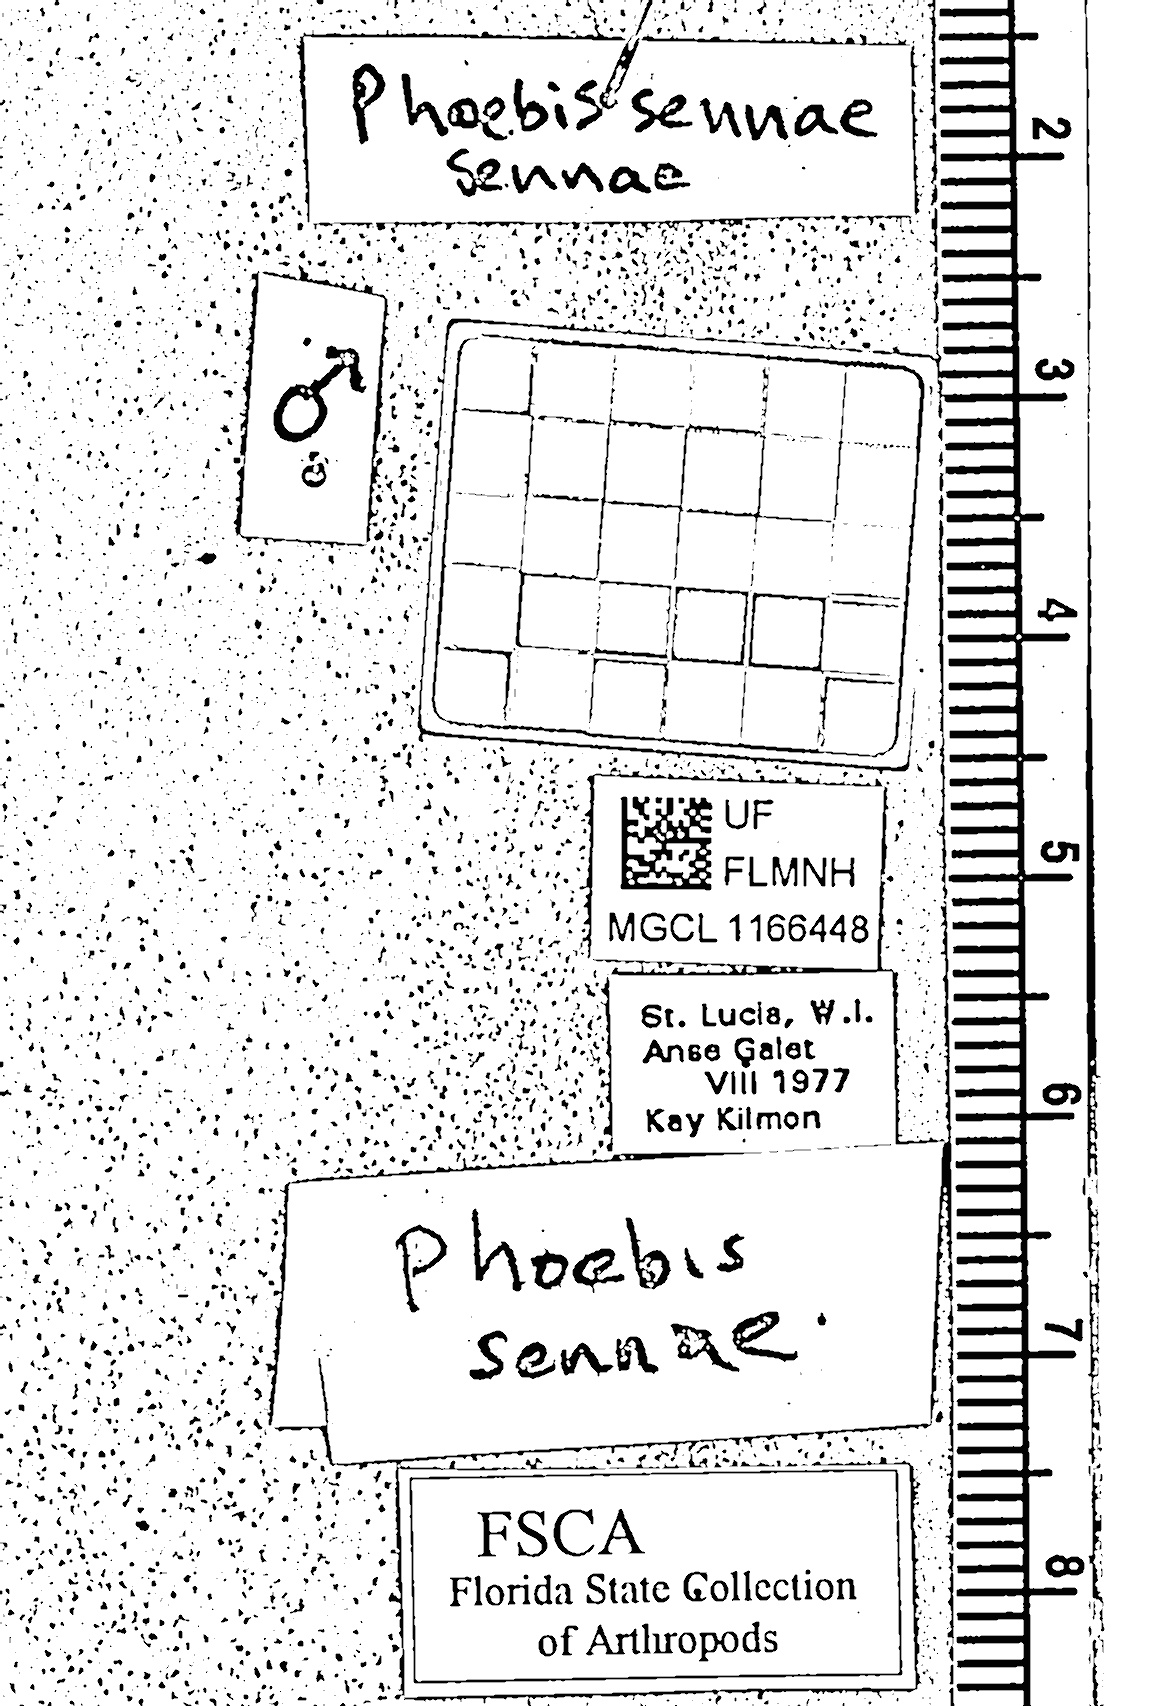 Phoebis sennae
sennae
♂
UF
FLMNH
MGCL 1166448
St. Lucia, W.I.
Anse Galet
VIII 1977
Kay Kilmon
Phoebis
sennae
FSCA
Florida State Collection
of Arthropods
2
3
4
5
6
7
8